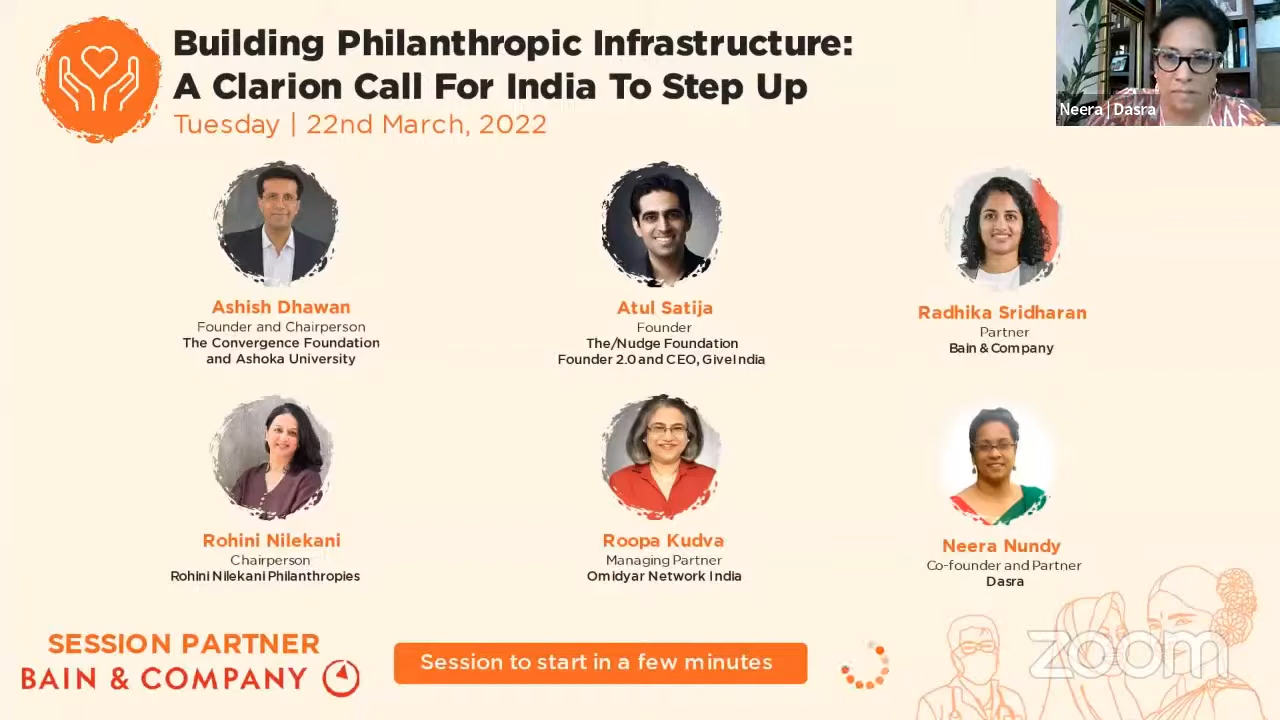 Building Philanthropic Infrastructure:
A Clarion Call For India To Step Up
Tuesday | 22nd March, 2022
Neera | Dasra
Ashish Dhawan
Founder and Chairperson
The Convergence Foundation
and Ashoka University
Atul Satija
Founder
The/Nudge Foundation
Founder 2.0 and CEO, GiveIndia
Radhika Sridharan
Partner
Bain & Company
Rohini Nilekani
Chairperson
Rohini Nilekani Philanthropies
Roopa Kudva
Managing Partner
Omidyar Network India
Neera Nundy
Co-founder and Partner
Dasra
SESSION PARTNER
BAIN & COMPANY
Session to start in a few minutes
zoom